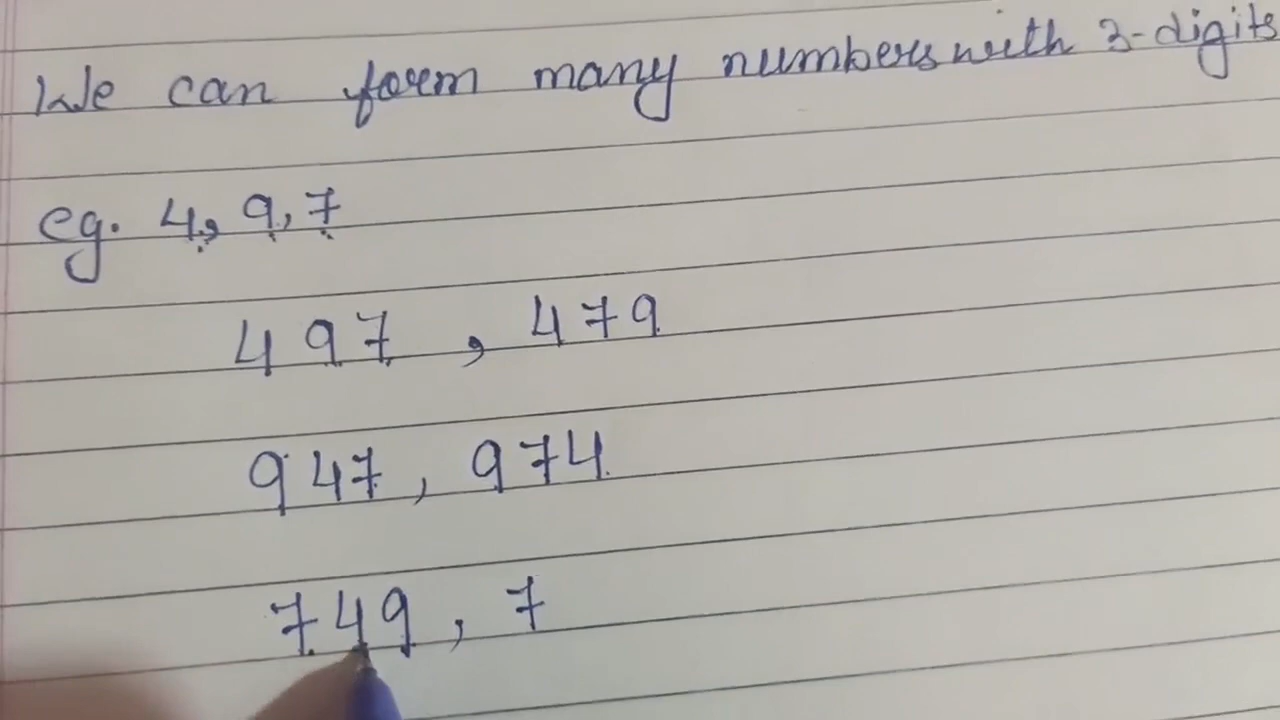 We can form many numbers with 3-digits
eg. 4, 9, 7
497 , 479
947 , 974
749 , 7